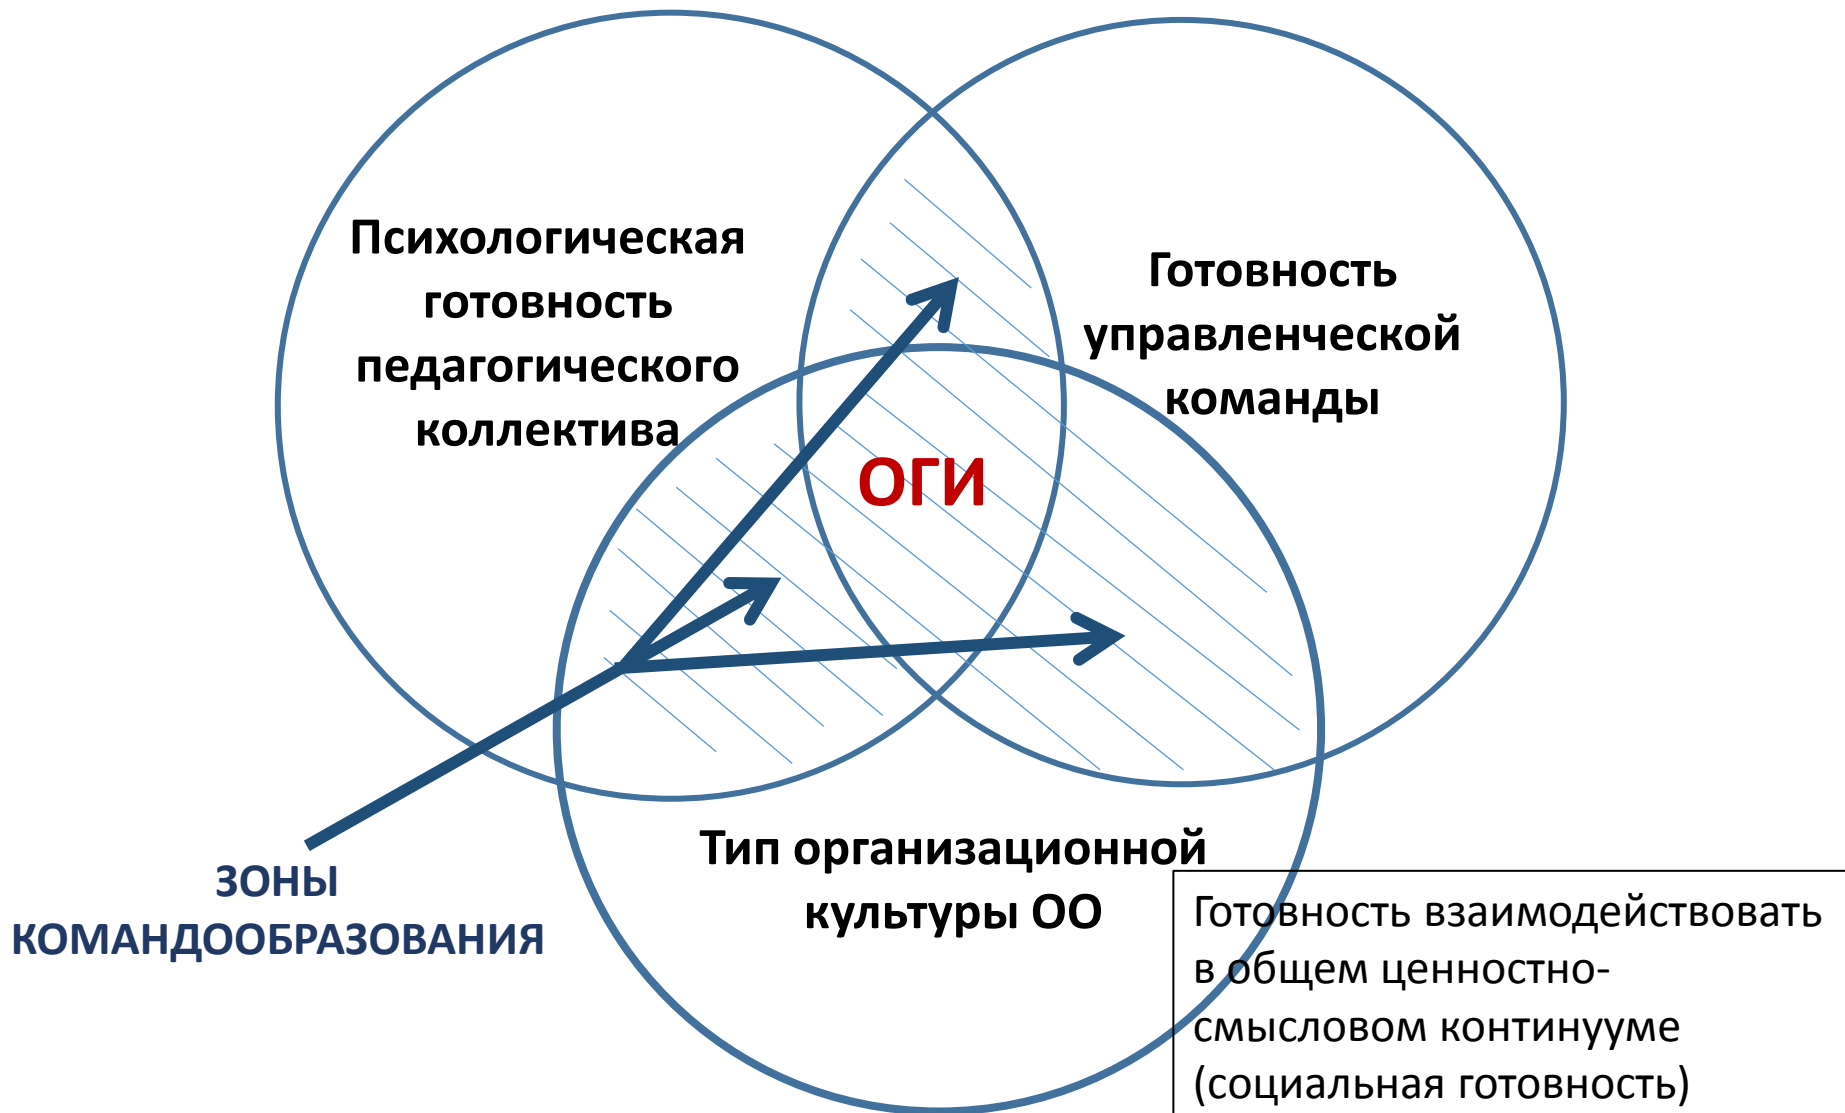 Психологическая
готовность
педагогического
коллектива
Готовность
управленческой
команды
ОГИ
ЗОНЫ
КОМАНДООБРАЗОВАНИЯ
Тип организационной
культуры ОО
Готовность взаимодействовать
в общем ценностно-
смысловом континууме
(социальная готовность)